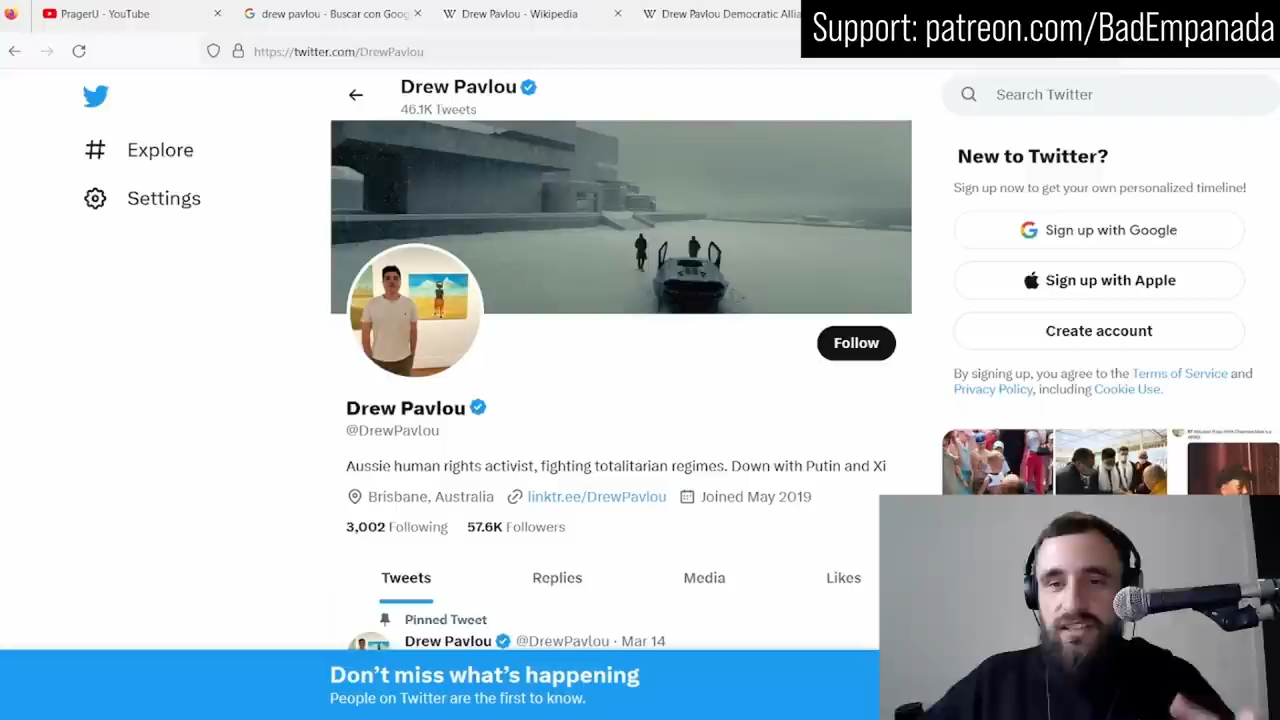 PragerU - YouTube
drew pavlou - Buscar con Goog
Drew Pavlou - Wikipedia
Drew Pavlou Democratic Allia
Support: patreon.com/BadEmpanada
https://twitter.com/DrewPavlou
Drew Pavlou
46.1K Tweets
Search Twitter
Explore
Settings
New to Twitter?
Sign up now to get your own personalized timeline!
Sign up with Google
Sign up with Apple
Create account
By signing up, you agree to the Terms of Service and
Privacy Policy, including Cookie Use.
Follow
Drew Pavlou
@DrewPavlou
Aussie human rights activist, fighting totalitarian regimes. Down with Putin and Xi
Brisbane, Australia linktr.ee/DrewPavlou Joined May 2019
3,002 Following 57.6K Followers
Tweets Replies Media Likes
Pinned Tweet
Drew Pavlou @DrewPavlou · Mar 14
Don't miss what's happening
People on Twitter are the first to know.